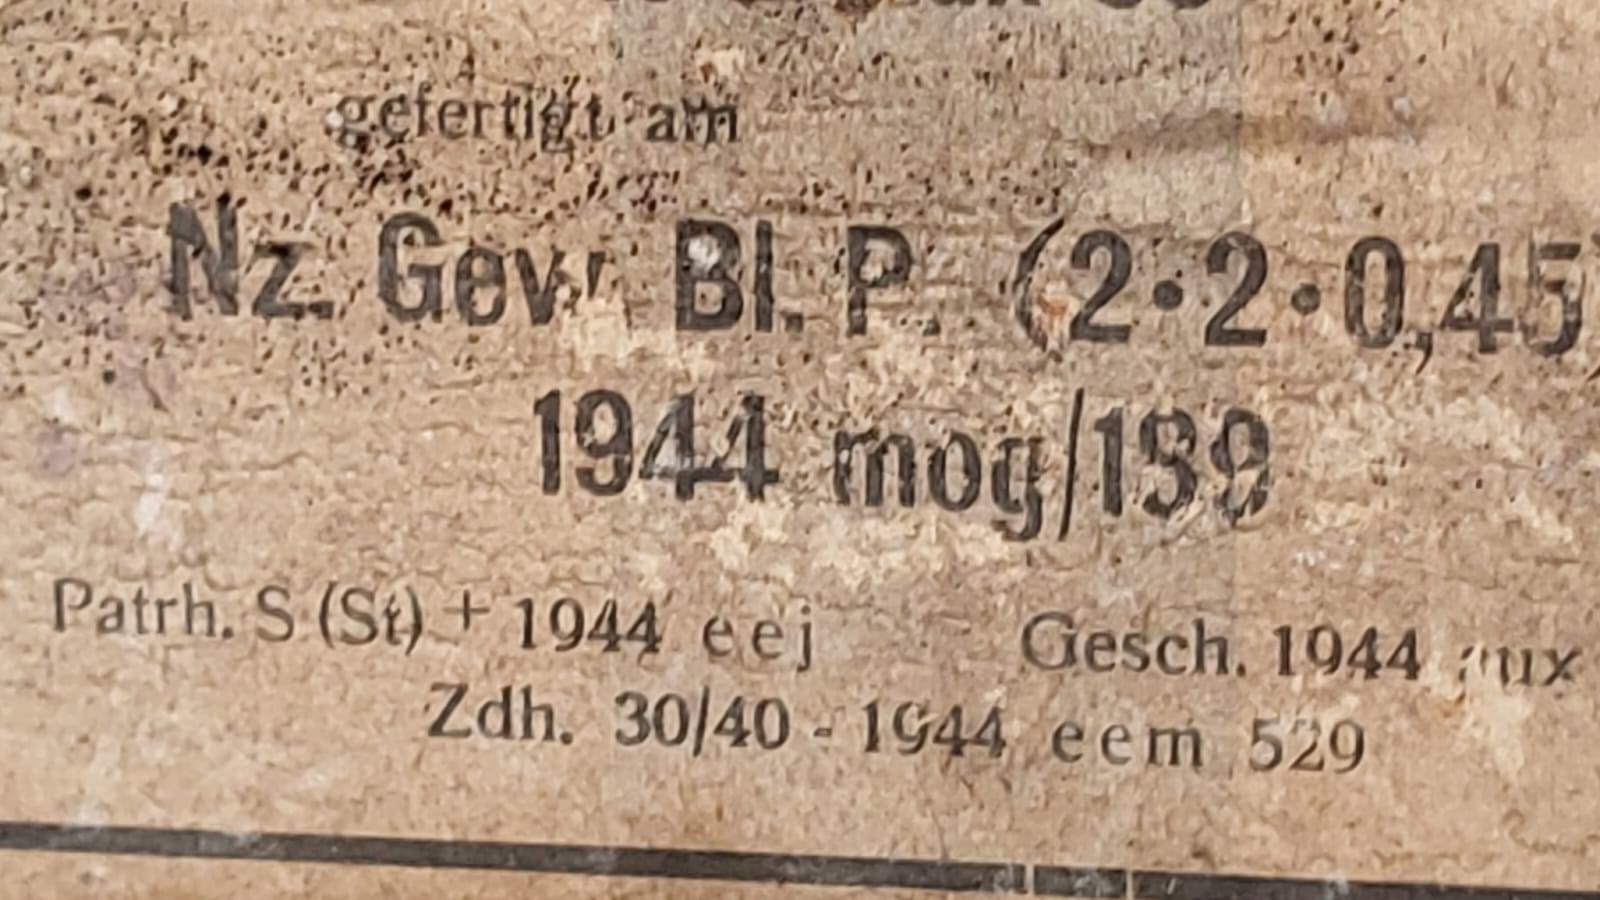 gefertigt am
Nz. Gew. Bl. P. (2•2•0,45)
1944 mog/139
Patrh. S (St) + 1944 eej Gesch. 1944 aux
Zdh. 30/40 - 1944 eem 529